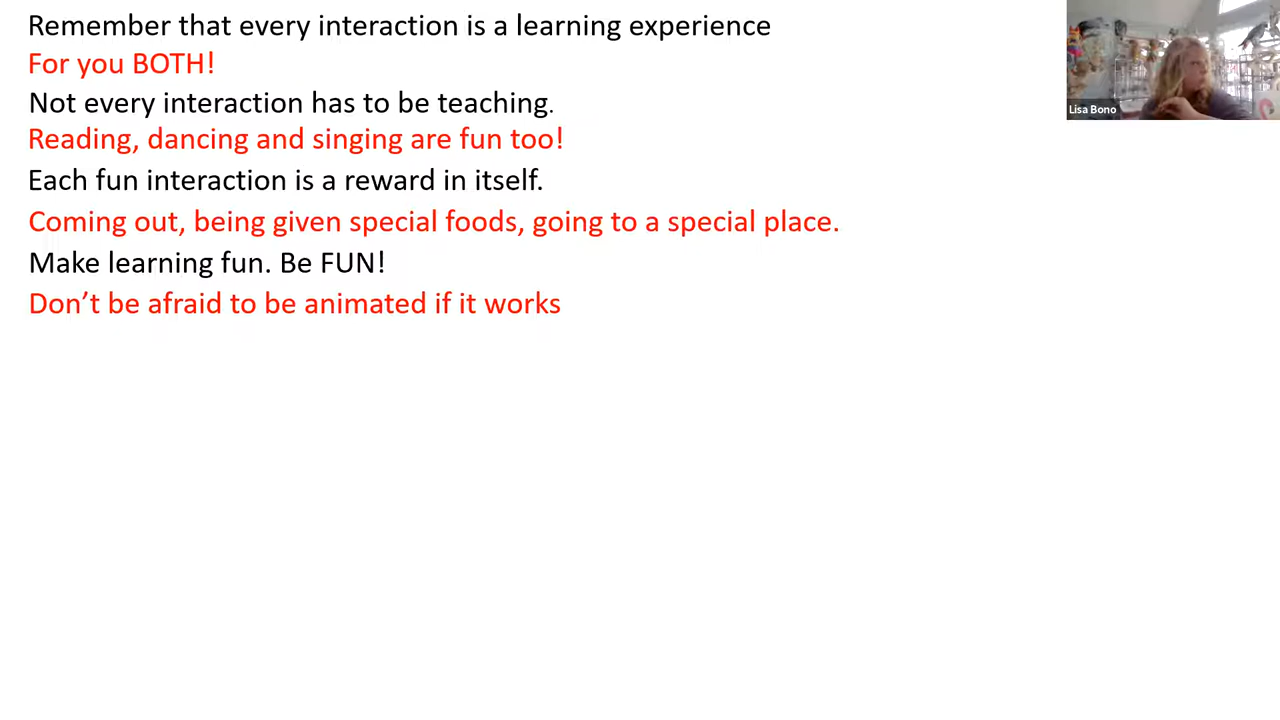 Remember that every interaction is a learning experience
For you BOTH!
Not every interaction has to be teaching.
Reading, dancing and singing are fun too!
Each fun interaction is a reward in itself.
Coming out, being given special foods, going to a special place.
Make learning fun. Be FUN!
Don’t be afraid to be animated if it works
Lisa Bono